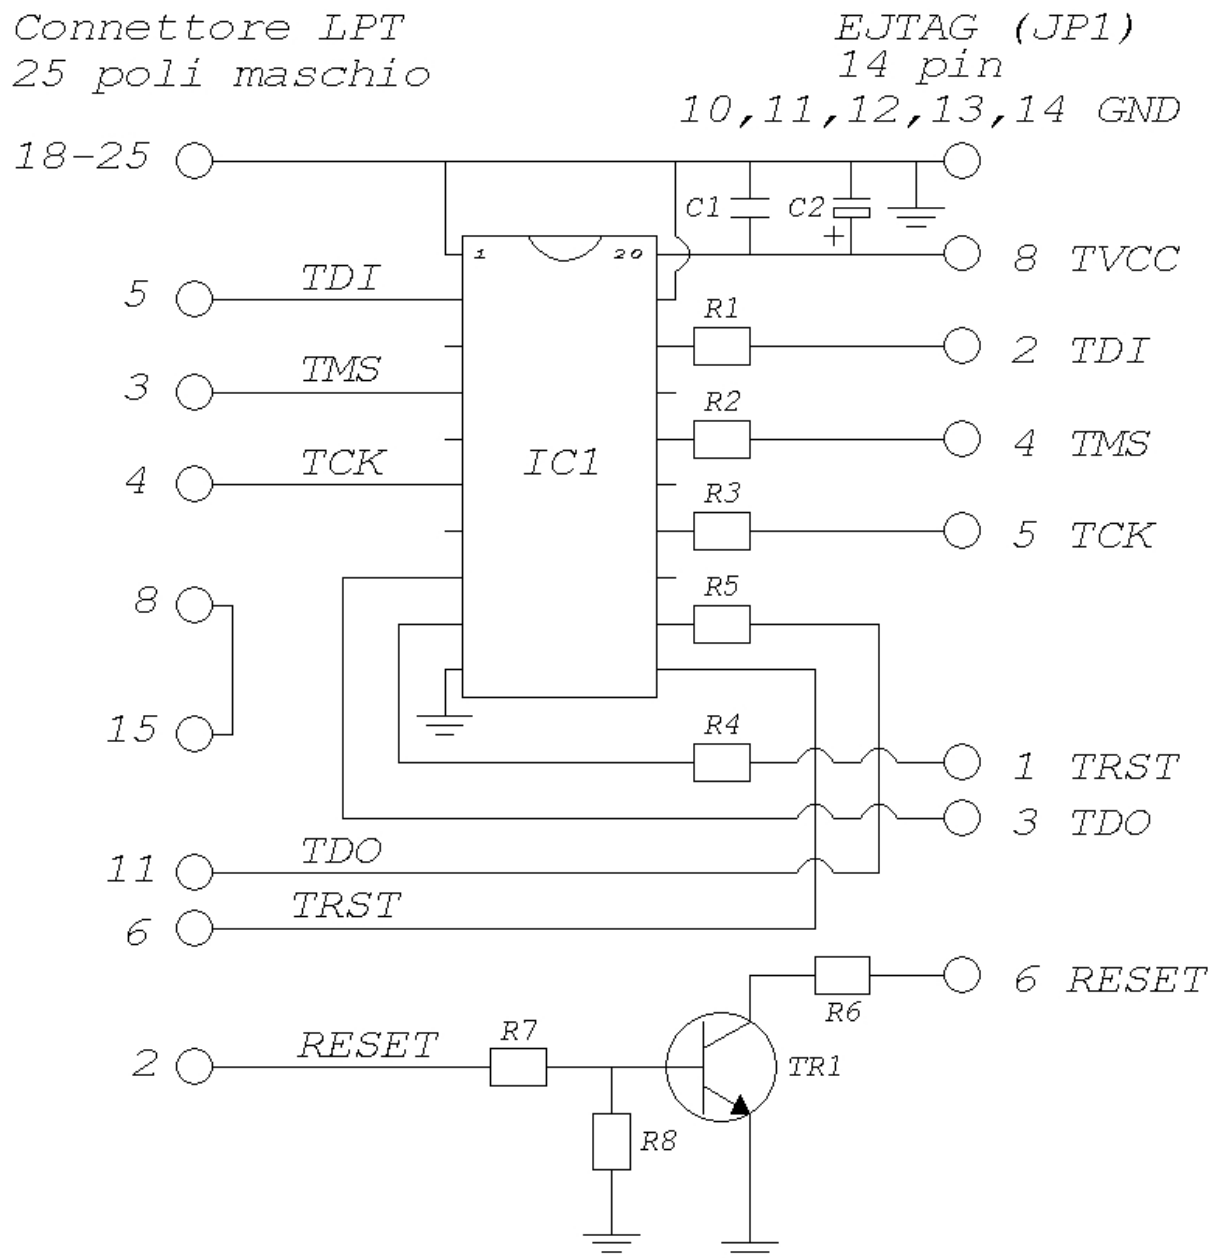 Connettore LPT
25 poli maschio
EJTAG (JP1)
14 pin
10,11,12,13,14 GND
18-25
C1
C2
+
1
20
8 TVCC
5
TDI
R1
2 TDI
3
TMS
R2
4 TMS
4
TCK
IC1
R3
5 TCK
8
R5
15
R4
1 TRST
3 TDO
11
TDO
6
TRST
6 RESET
R6
2
RESET
R7
TR1
R8